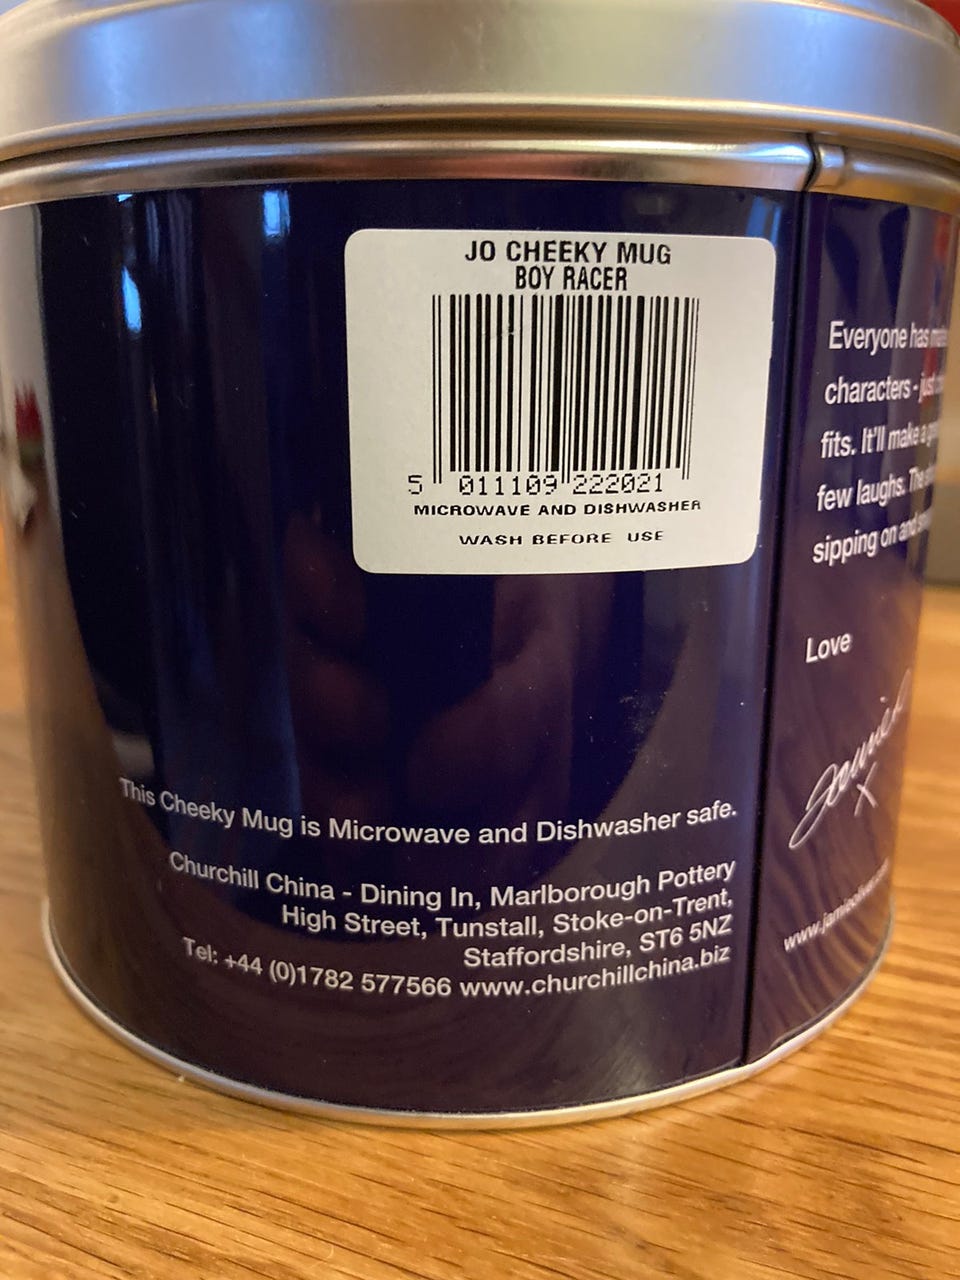 JO CHEEKY MUG
BOY RACER
5 011109 222021
MICROWAVE AND DISHWASHER
WASH BEFORE USE
This Cheeky Mug is Microwave and Dishwasher safe.
Churchill China - Dining In, Marlborough Pottery
High Street, Tunstall, Stoke-on-Trent,
Staffordshire, ST6 5NZ
Tel: +44 (0)1782 577566 www.churchillchina.biz
Everyone has
characters - just
fits. It'll make a
few laughs. The
sipping on and
Love
Jamie
x